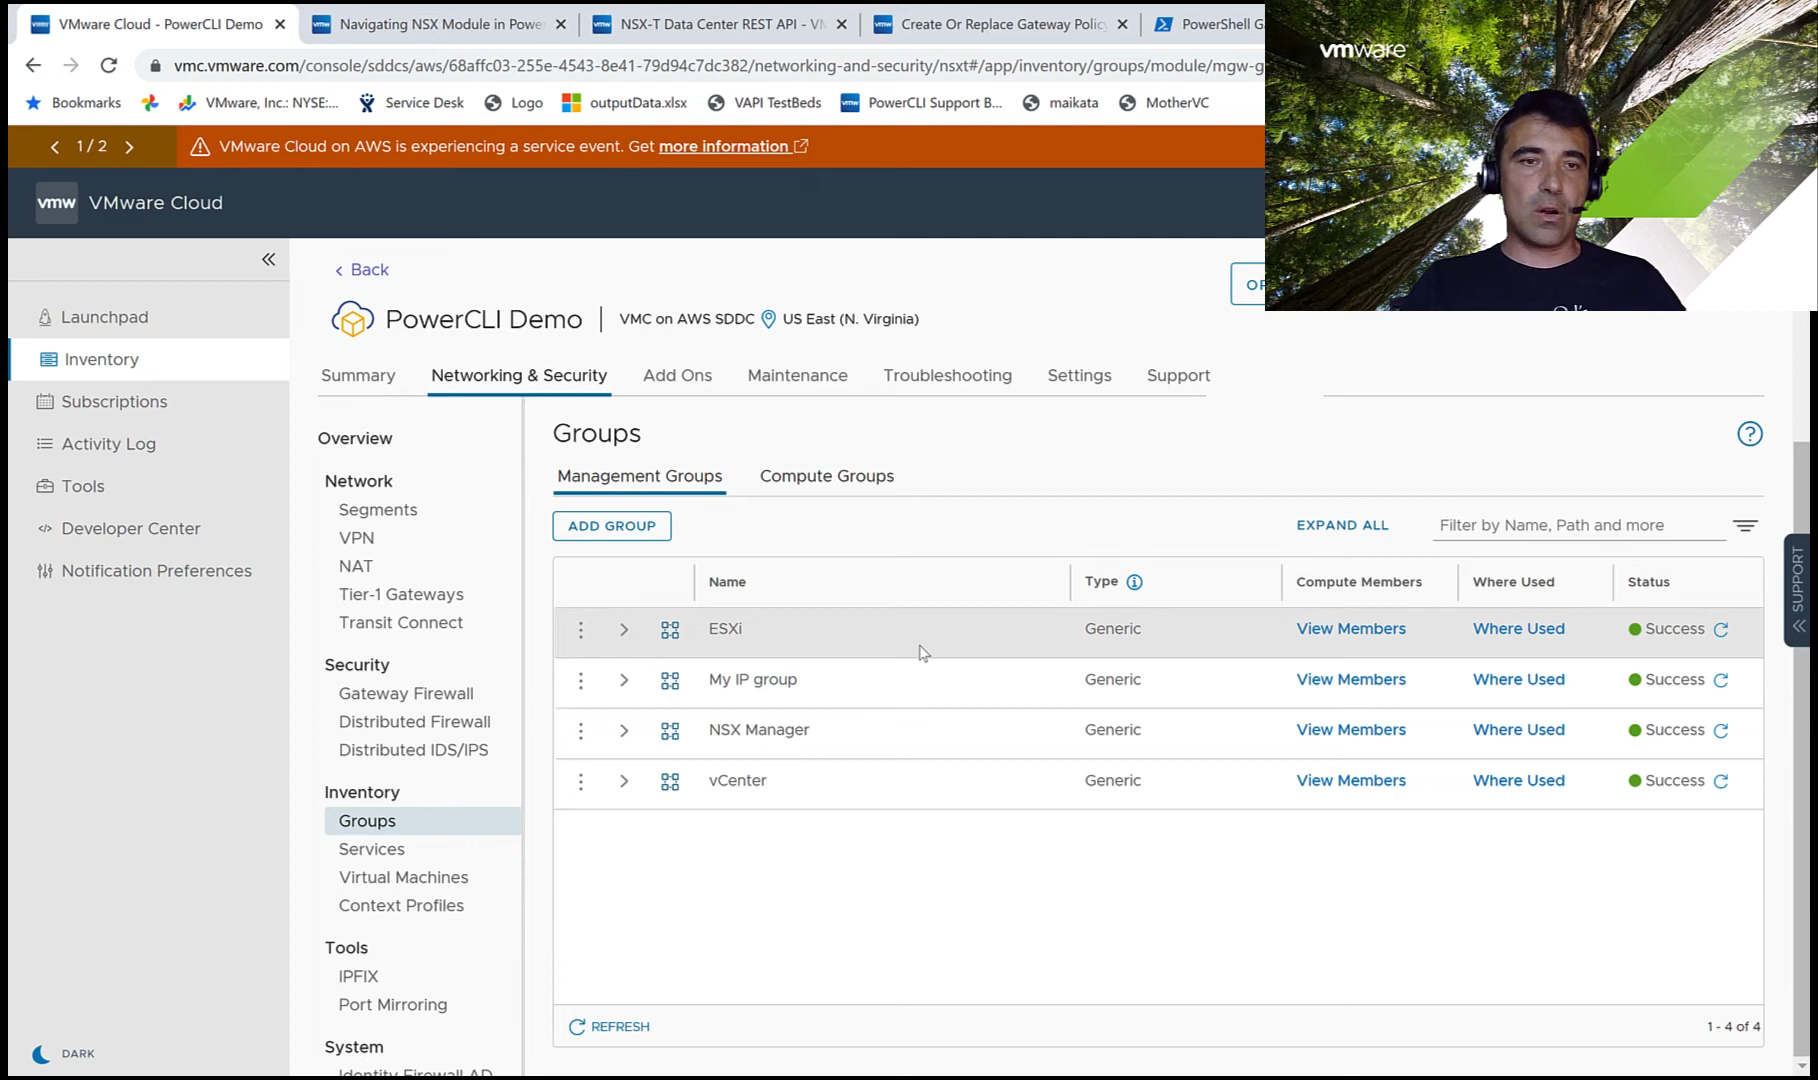 VMware Cloud - PowerCLI Demo
Navigating NSX Module in Power
NSX-T Data Center REST API - VM
Create Or Replace Gateway Policy
PowerShell Ga
vmware
vmc.vmware.com/console/sddcs/aws/68affc03-255e-4543-8e41-79d94c7dc382/networking-and-security/nsxt#/app/inventory/groups/module/mgw-g
Bookmarks
VMware, Inc.: NYSE:...
Service Desk
Logo
outputData.xlsx
VAPI TestBeds
PowerCLI Support B...
maikata
MotherVC
1 / 2
VMware Cloud on AWS is experiencing a service event. Get more information
vmw VMware Cloud
Back
PowerCLI Demo
VMC on AWS SDDC
US East (N. Virginia)
OP
Launchpad
Inventory
Subscriptions
Activity Log
Tools
Developer Center
Notification Preferences
DARK
Summary
Networking & Security
Add Ons
Maintenance
Troubleshooting
Settings
Support
Overview
Network
Segments
VPN
NAT
Tier-1 Gateways
Transit Connect
Security
Gateway Firewall
Distributed Firewall
Distributed IDS/IPS
Inventory
Groups
Services
Virtual Machines
Context Profiles
Tools
IPFIX
Port Mirroring
System
Identity Firewall AD
Groups
Management Groups
Compute Groups
ADD GROUP
EXPAND ALL
Filter by Name, Path and more
Name Type Compute Members Where Used Status
ESXi Generic View Members Where Used Success
My IP group Generic View Members Where Used Success
NSX Manager Generic View Members Where Used Success
vCenter Generic View Members Where Used Success
REFRESH
1 - 4 of 4
SUPPORT